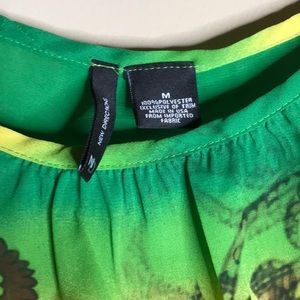 NEW DIRECTIONS
M
100%POLYESTER
EXCLUSIVE OF TRIM
MADE IN USA
FROM IMPORTED
FABRIC